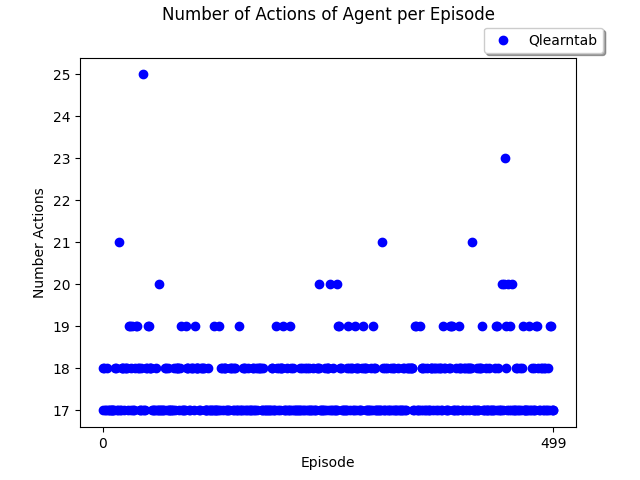 Number of Actions of Agent per Episode
Qlearntab
25
24
23
22
21
20
19
18
17
Number Actions
0
499
Episode